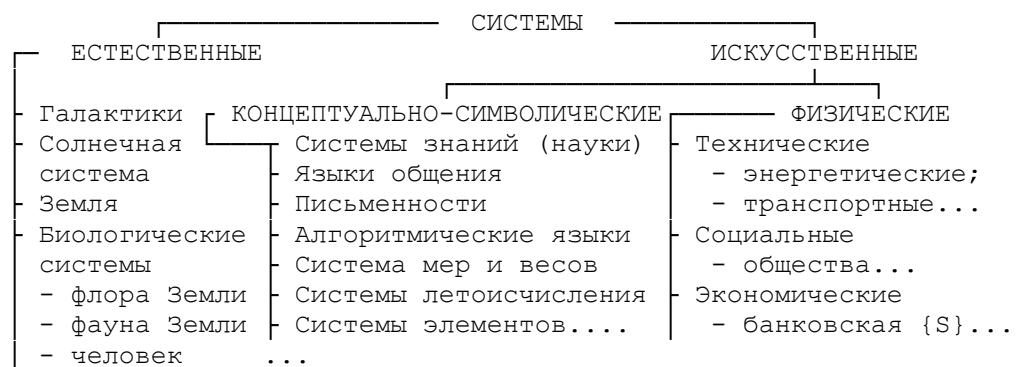 СИСТЕМЫ
ЕСТЕСТВЕННЫЕ ИСКУССТВЕННЫЕ
Галактики КОНЦЕПТУАЛЬНО-СИМВОЛИЧЕСКИЕ ФИЗИЧЕСКИЕ
Солнечная Системы знаний (науки) Технические
система Языки общения - энергетические;
Земля Письменности - транспортные...
Биологические Алгоритмические языки Социальные
системы Система мер и весов - общества...
- флора Земли Системы летоисчисления Экономические
- фауна Земли Системы элементов.... - банковская {S}...
- человек ...